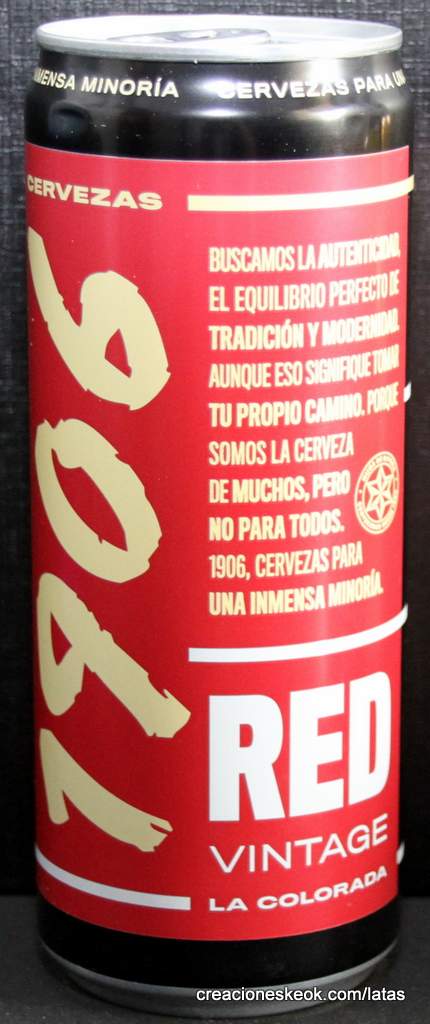 INMENSA MINORÍA CERVEZAS PARA UN
CERVEZAS
1906
BUSCAMOS LA AUTENTICIDAD,
EL EQUILIBRIO PERFECTO DE
TRADICIÓN Y MODERNIDAD.
AUNQUE ESO SIGNIFIQUE TOMAR
TU PROPIO CAMINO. PORQUE
SOMOS LA CERVEZA
DE MUCHOS, PERO
NO PARA TODOS.
1906, CERVEZAS PARA
UNA INMENSA MINORÍA.
RED
VINTAGE
LA COLORADA
creacioneskeok.com/latas